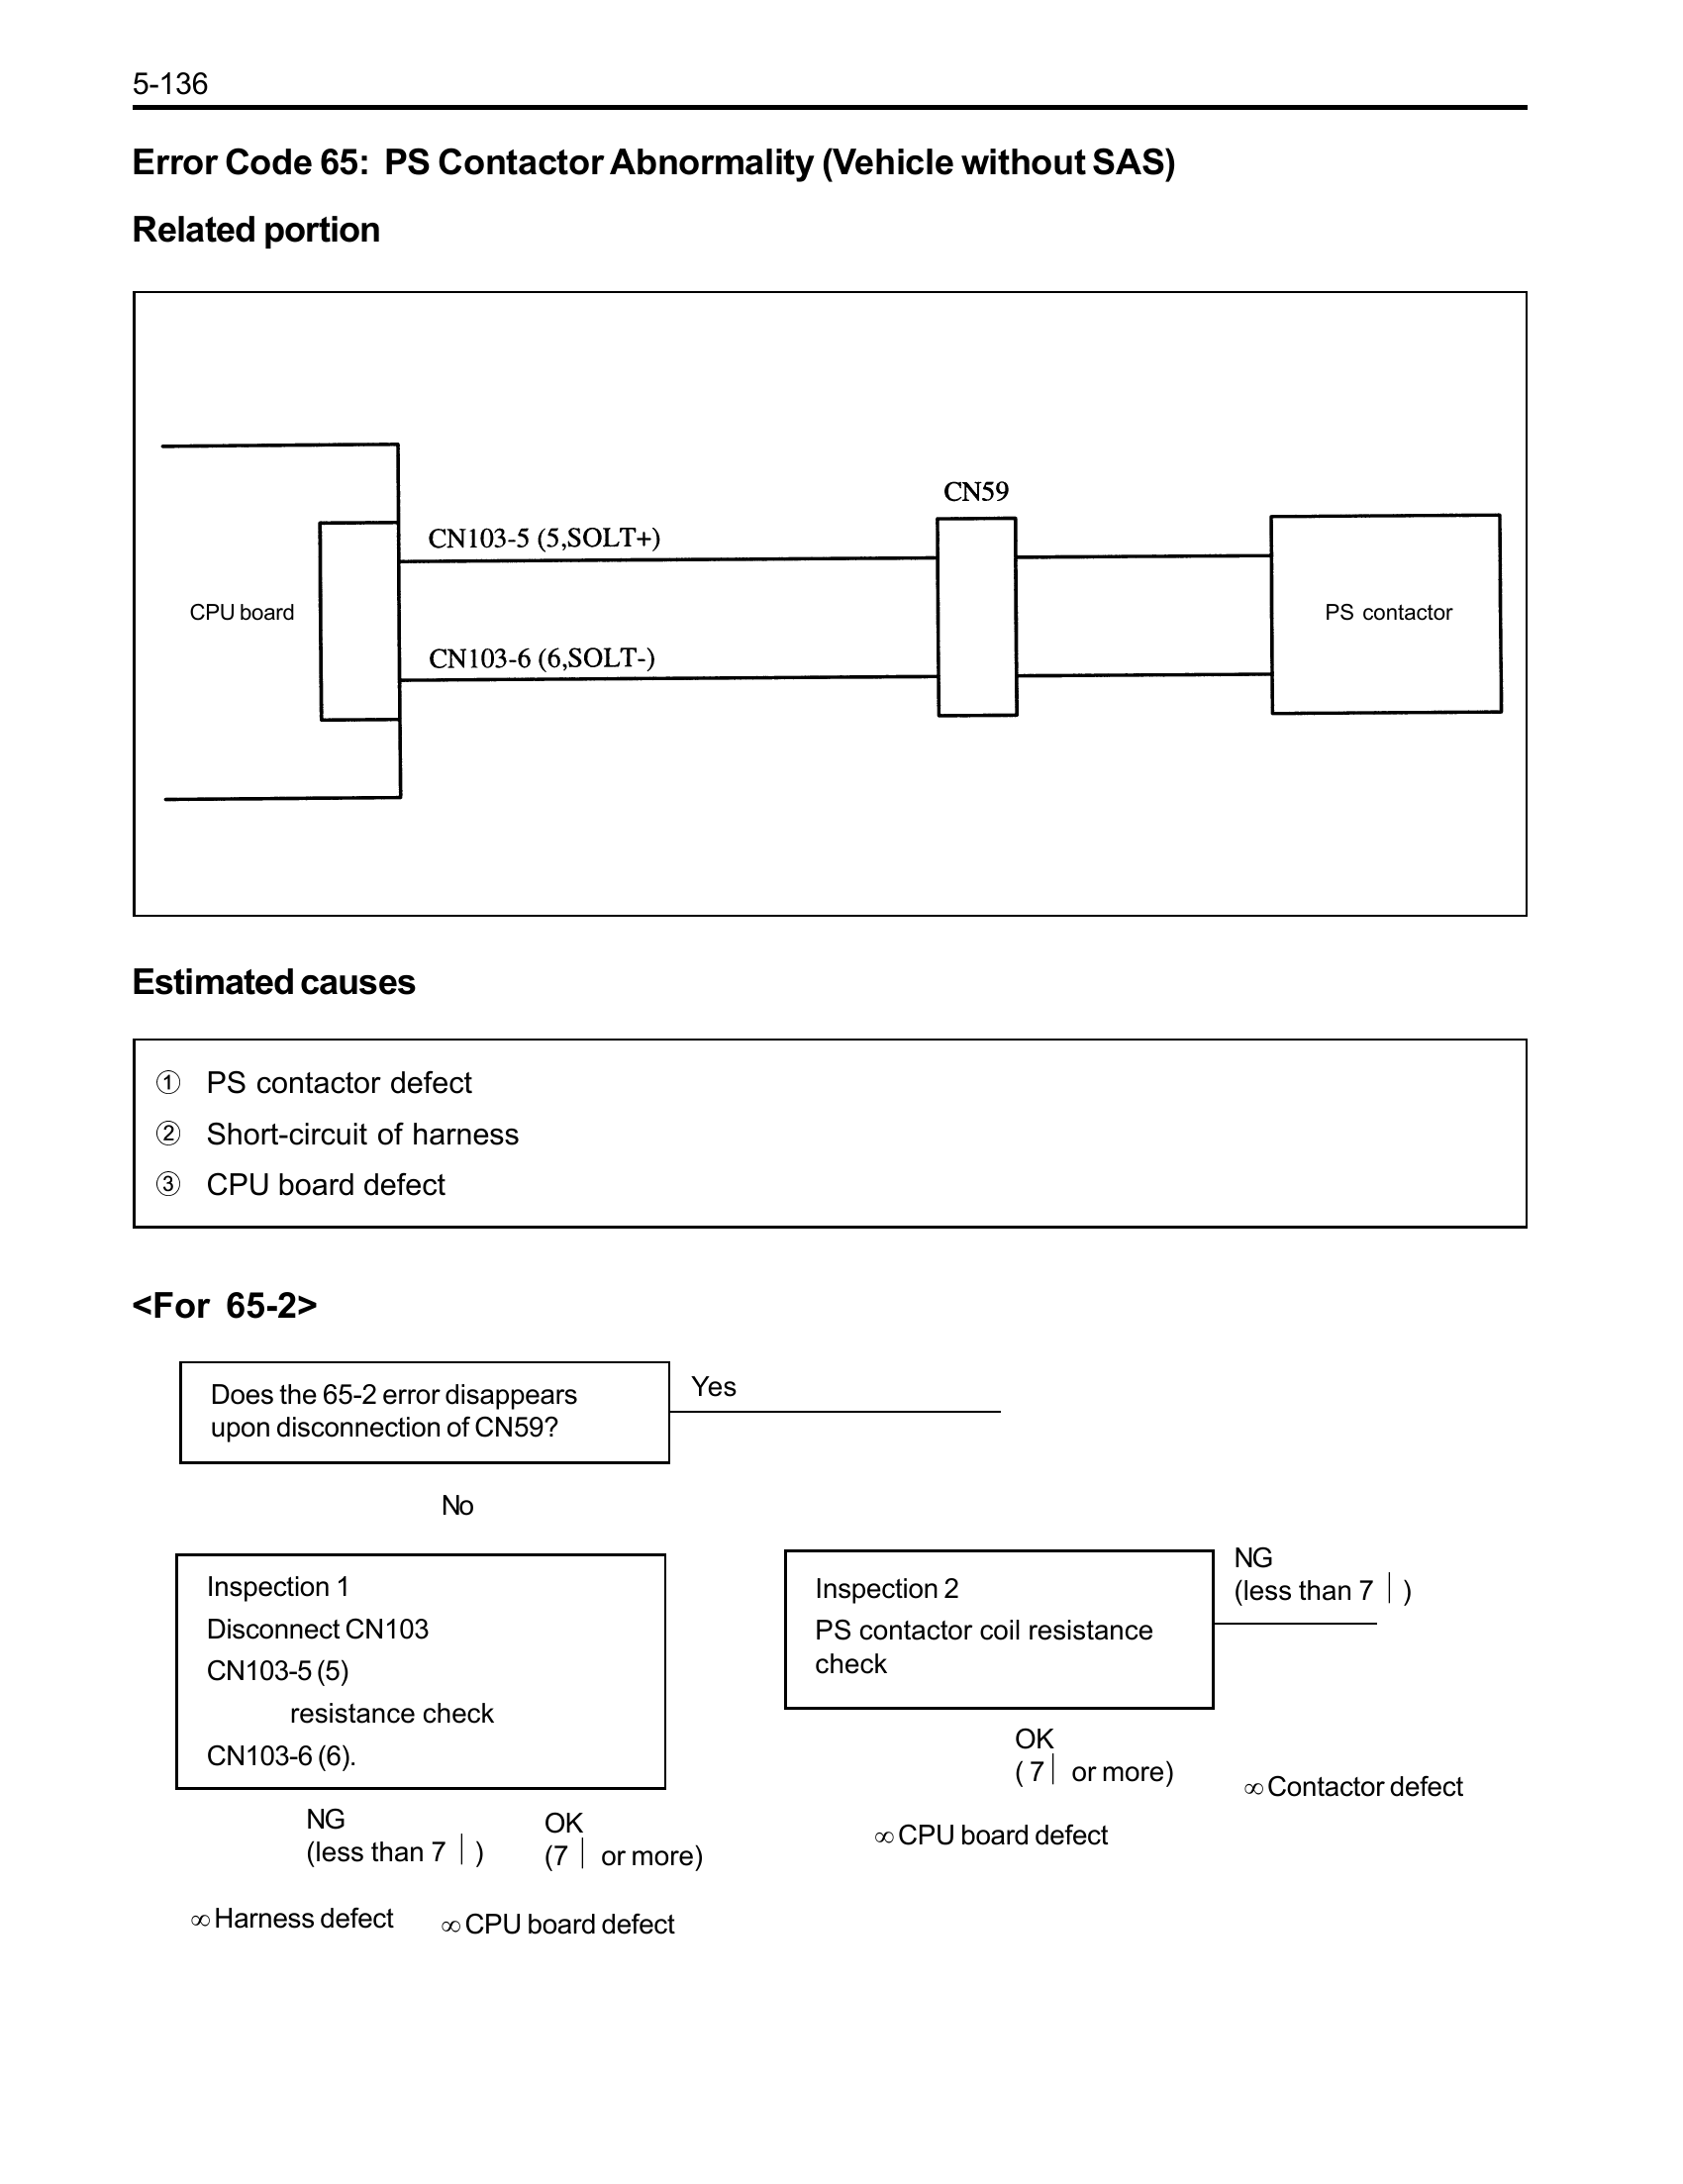 5-136
Error Code 65: PS Contactor Abnormality (Vehicle without SAS)
Related portion
CN59
CN103-5 (5,SOLT+)
CPU board
PS contactor
CN103-6 (6,SOLT-)
Estimated causes
① PS contactor defect
② Short-circuit of harness
③ CPU board defect
<For 65-2>
Does the 65-2 error disappears
upon disconnection of CN59?
Yes
No
Inspection 1
Disconnect CN103
CN103-5 (5)
resistance check
CN103-6 (6).
NG
(less than 7 | )
OK
(7 | or more)
∞ Harness defect
∞ CPU board defect
Inspection 2
PS contactor coil resistance
check
NG
(less than 7 | )
OK
( 7 | or more)
∞ Contactor defect
∞ CPU board defect